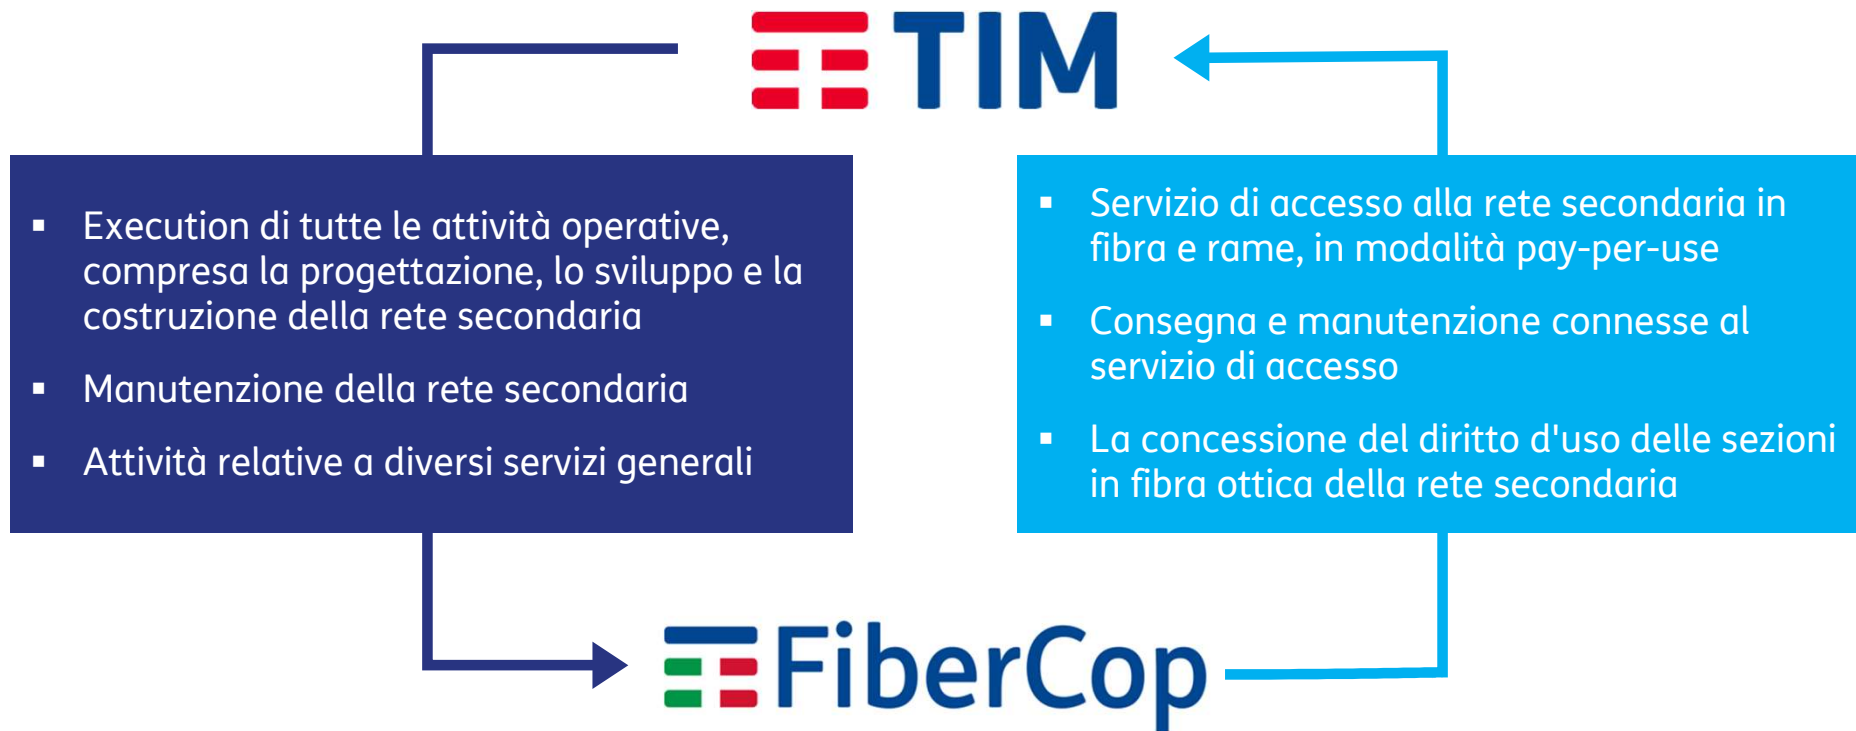 TIM
▪ Execution di tutte le attività operative,
compresa la progettazione, lo sviluppo e la
costruzione della rete secondaria
▪ Manutenzione della rete secondaria
▪ Attività relative a diversi servizi generali
▪ Servizio di accesso alla rete secondaria in
fibra e rame, in modalità pay-per-use
▪ Consegna e manutenzione connesse al
servizio di accesso
▪ La concessione del diritto d'uso delle sezioni
in fibra ottica della rete secondaria
FiberCop